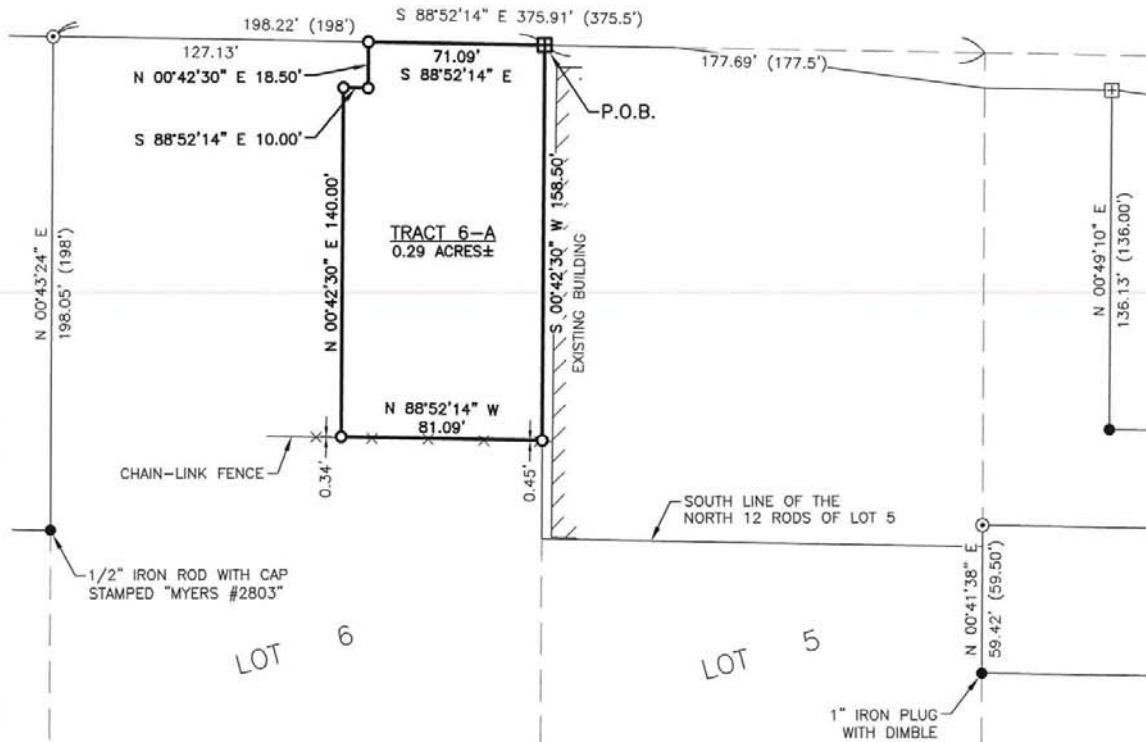 S 88°52'14" E 375.91' (375.5')
198.22' (198')
127.13'
71.09'
S 88°52'14" E
177.69' (177.5')
N 00°42'30" E 18.50'
P.O.B.
S 88°52'14" E 10.00'
N 00°43'24" E
198.05' (198')
N 00°42'30" E 140.00'
TRACT 6-A
0.29 ACRES±
S 00°42'30" W 158.50'
EXISTING BUILDING
N 00°49'10" E
136.13' (136.00')
N 88°52'14" W
81.09'
CHAIN-LINK FENCE
0.34'
0.45'
SOUTH LINE OF THE
NORTH 12 RODS OF LOT 5
1/2" IRON ROD WITH CAP
STAMPED "MYERS #2803"
N 00°41'38" E
59.42' (59.50')
LOT 6
LOT 5
1" IRON PLUG
WITH DIMBLE